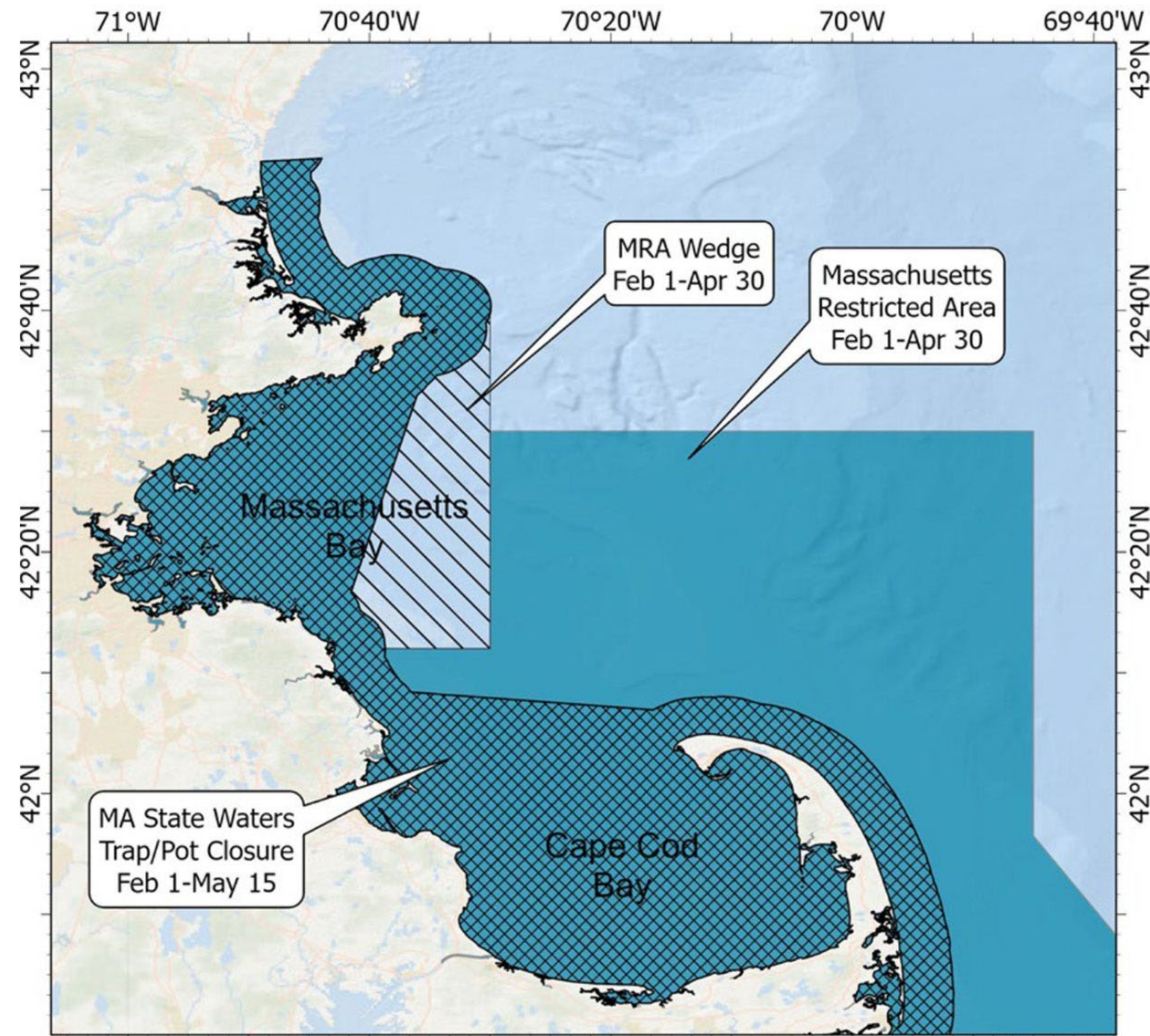 71°W
70°40'W
70°20'W
70°W
69°40'W
43°N
43°N
MRA Wedge
Feb 1-Apr 30
Massachusetts
Restricted Area
Feb 1-Apr 30
42°40'N
42°40'N
Massachusetts
Bay
42°20'N
42°20'N
42°N
42°N
MA State Waters
Trap/Pot Closure
Feb 1-May 15
Cape Cod
Bay